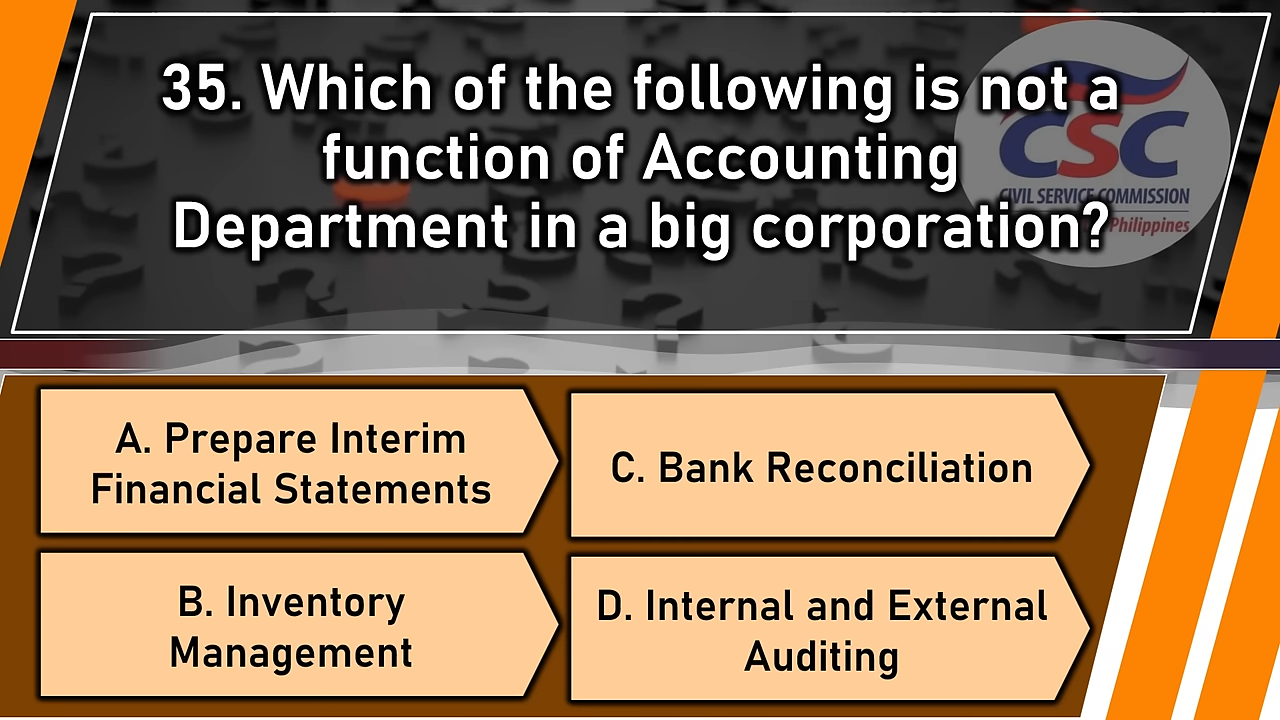 35. Which of the following is not a
function of Accounting
Department in a big corporation?
CSC
CIVIL SERVICE COMMISSION
Philippines
A. Prepare Interim
Financial Statements
C. Bank Reconciliation
B. Inventory
Management
D. Internal and External
Auditing